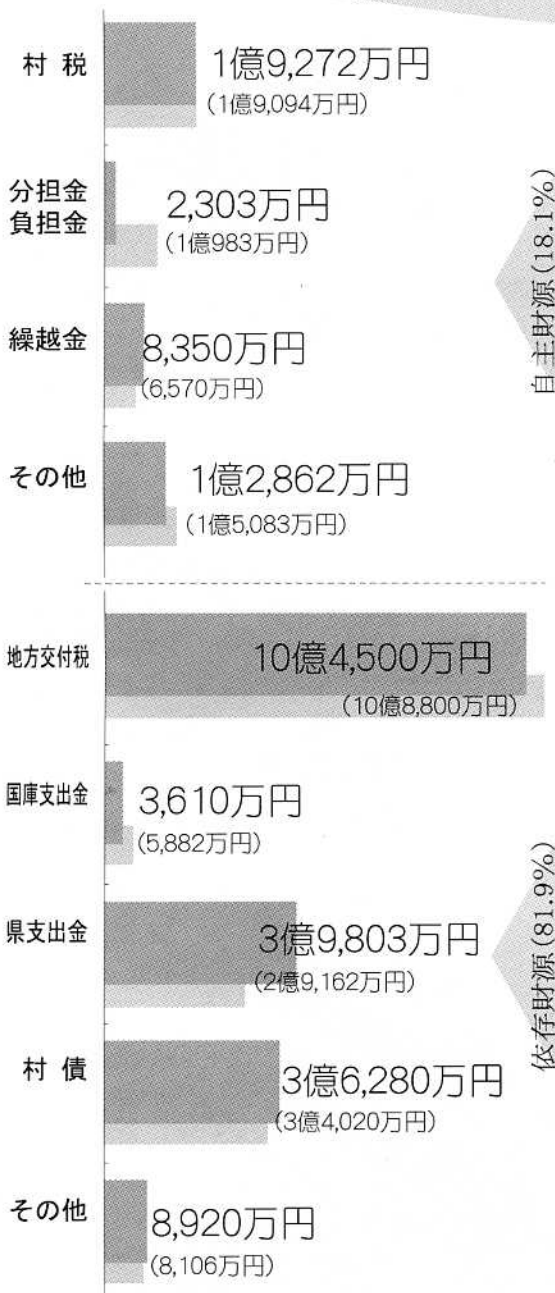 村税
1億9,272万円
(1億9,094万円)
分担金
負担金
2,303万円
(1億983万円)
繰越金
8,350万円
(6,570万円)
その他
1億2,862万円
(1億5,083万円)
自主財源(18.1%)
地方交付税
10億4,500万円
(10億8,800万円)
国庫支出金
3,610万円
(5,882万円)
県支出金
3億9,803万円
(2億9,162万円)
村債
3億6,280万円
(3億4,020万円)
その他
8,920万円
(8,106万円)
依存財源(81.9%)